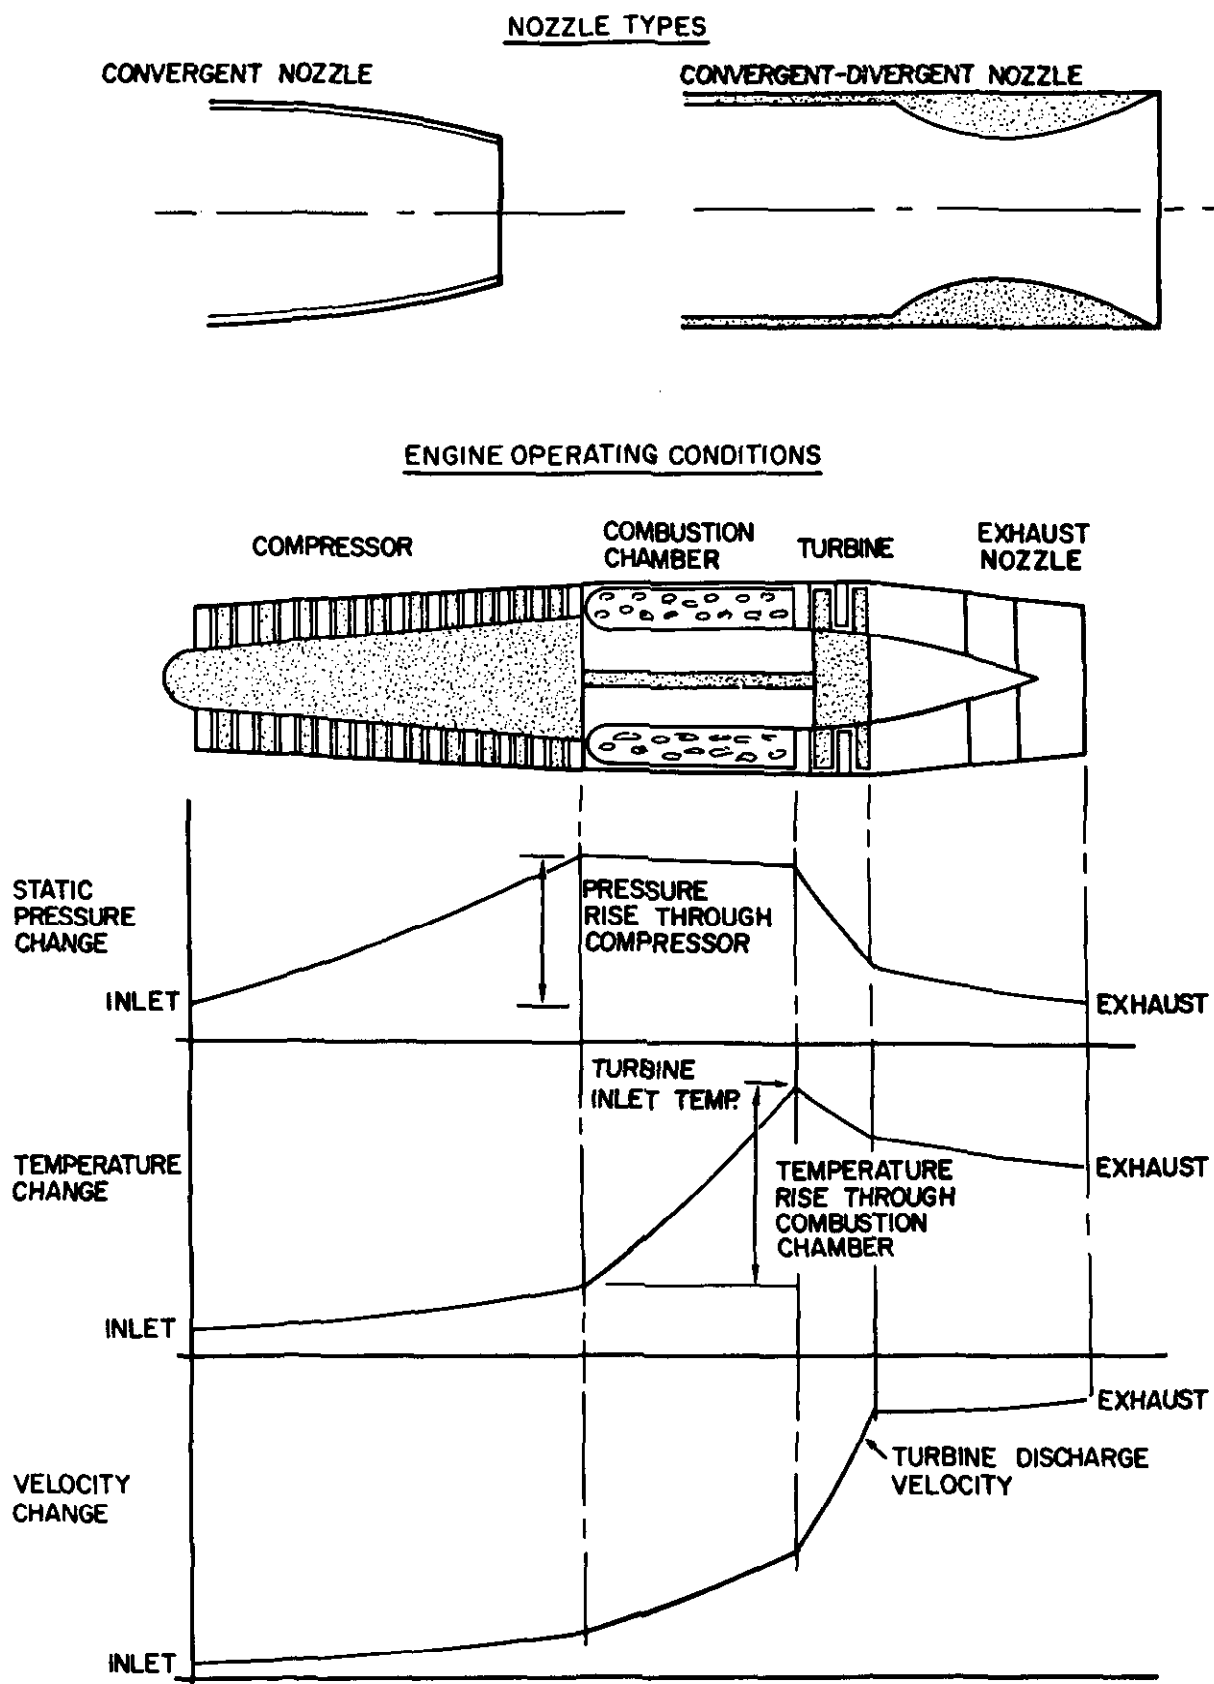 NOZZLE TYPES
CONVERGENT NOZZLE
CONVERGENT-DIVERGENT NOZZLE
ENGINE OPERATING CONDITIONS
COMPRESSOR
COMBUSTION
CHAMBER
TURBINE
EXHAUST
NOZZLE
STATIC
PRESSURE
CHANGE
PRESSURE
RISE THROUGH
COMPRESSOR
INLET
EXHAUST
TURBINE
INLET TEMP.
TEMPERATURE
CHANGE
TEMPERATURE
RISE THROUGH
COMBUSTION
CHAMBER
EXHAUST
INLET
EXHAUST
TURBINE DISCHARGE
VELOCITY
VELOCITY
CHANGE
INLET